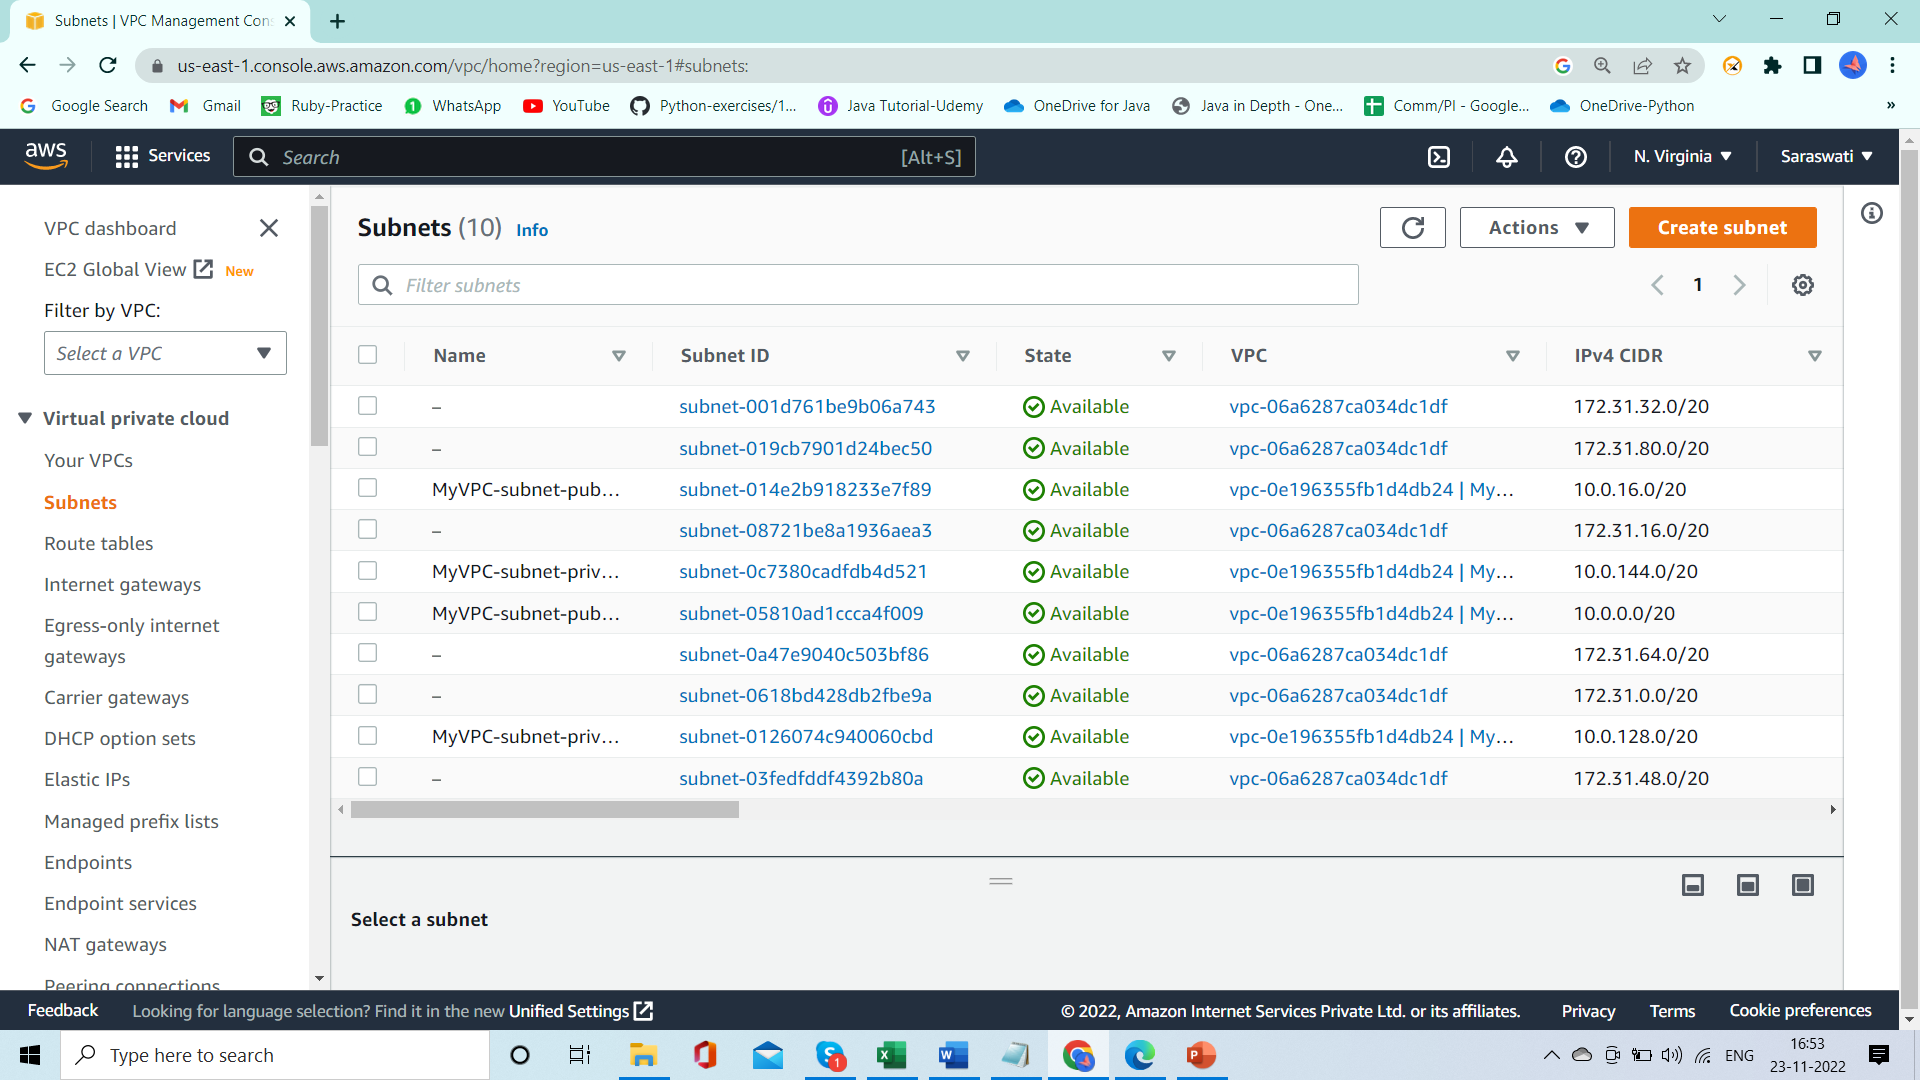 Subnets | VPC Management Con
us-east-1.console.aws.amazon.com/vpc/home?region=us-east-1#subnets:
Google Search Gmail Ruby-Practice WhatsApp YouTube Python-exercises/1... Java Tutorial-Udemy OneDrive for Java Java in Depth - One... Comm/PI - Google... OneDrive-Python »
aws Services Search [Alt+S] N. Virginia Saraswati
VPC dashboard
EC2 Global View New
Filter by VPC:
Select a VPC
Virtual private cloud
Your VPCs
Subnets
Route tables
Internet gateways
Egress-only internet
gateways
Carrier gateways
DHCP option sets
Elastic IPs
Managed prefix lists
Endpoints
Endpoint services
NAT gateways
Peering connections
Subnets (10) Info Actions Create subnet
Filter subnets 1
Name Subnet ID State VPC IPv4 CIDR
– subnet-001d761be9b06a743 Available vpc-06a6287ca034dc1df 172.31.32.0/20
– subnet-019cb7901d24bec50 Available vpc-06a6287ca034dc1df 172.31.80.0/20
MyVPC-subnet-pub... subnet-014e2b918233e7f89 Available vpc-0e196355fb1d4db24 | My... 10.0.16.0/20
– subnet-08721be8a1936aea3 Available vpc-06a6287ca034dc1df 172.31.16.0/20
MyVPC-subnet-priv... subnet-0c7380cadfdb4d521 Available vpc-0e196355fb1d4db24 | My... 10.0.144.0/20
MyVPC-subnet-pub... subnet-05810ad1ccca4f009 Available vpc-0e196355fb1d4db24 | My... 10.0.0.0/20
– subnet-0a47e9040c503bf86 Available vpc-06a6287ca034dc1df 172.31.64.0/20
– subnet-0618bd428db2fbe9a Available vpc-06a6287ca034dc1df 172.31.0.0/20
MyVPC-subnet-priv... subnet-0126074c940060cbd Available vpc-0e196355fb1d4db24 | My... 10.0.128.0/20
– subnet-03fedfddf4392b80a Available vpc-06a6287ca034dc1df 172.31.48.0/20
Select a subnet
Feedback Looking for language selection? Find it in the new Unified Settings © 2022, Amazon Internet Services Private Ltd. or its affiliates. Privacy Terms Cookie preferences
Type here to search 1 ENG 16:53
23-11-2022